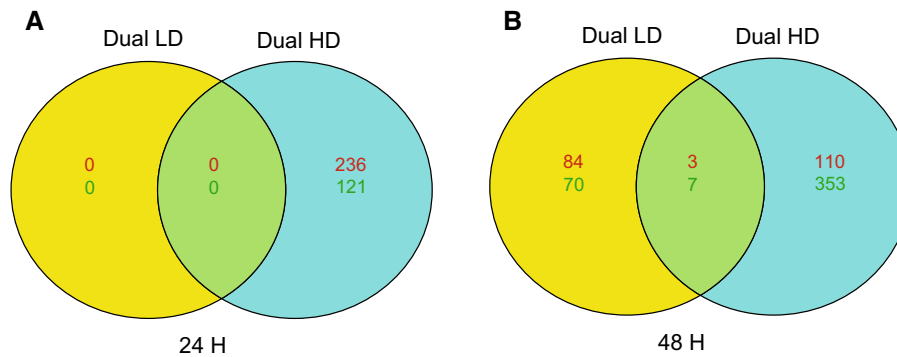 A
Dual LD Dual HD
0 0 236
0 0 121
24 H
B
Dual LD Dual HD
84 3 110
70 7 353
48 H